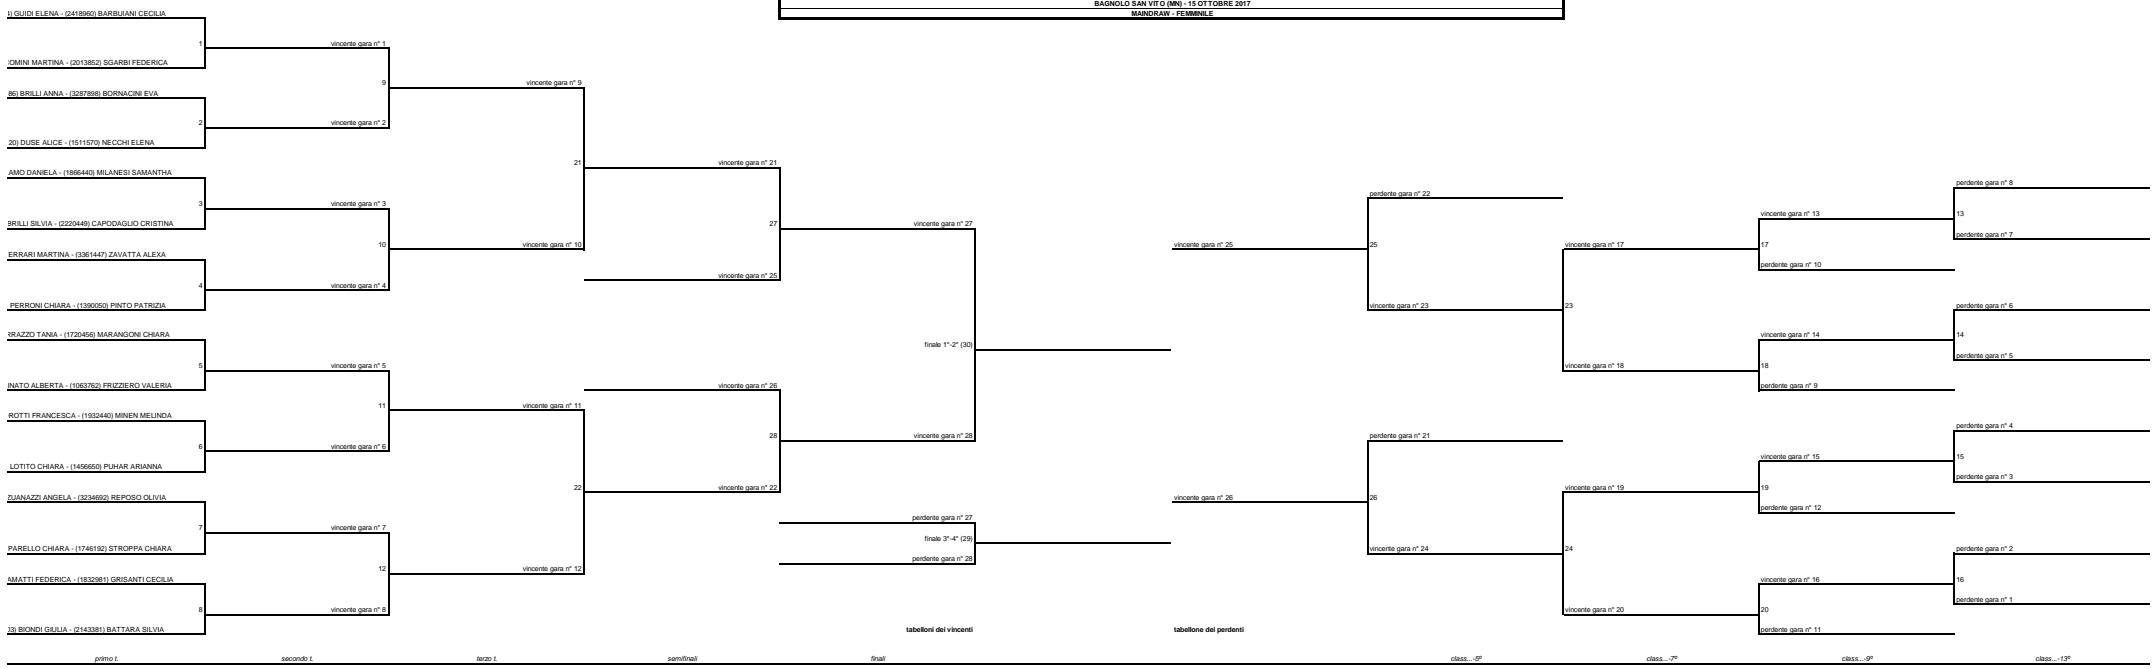 BAGNOLO SAN VITO (MN) - 15 OTTOBRE 2017
MAINDRAW - FEMMINILE
GUIDI ELENA - (2418960) BARBUIANI CECILIA
1
OMINI MARTINA - (2013852) SGARBI FEDERICA
86) BRILLI ANNA - (3287898) BORNACINI EVA
2
20) DUSE ALICE - (1511570) NECCHI ELENA
AMO DANIELA - (1866440) MILANESI SAMANTHA
3
BRILLI SILVIA - (2220449) CAPODAGLIO CRISTINA
ERRARI MARTINA - (3361447) ZAVATTA ALEXA
4
PERRONI CHIARA - (1390050) PINTO PATRIZIA
RRAZZO TANIA - (1720456) MARANGONI CHIARA
5
INATO ALBERTA - (1063762) FRIZZIERO VALERIA
ROTTI FRANCESCA - (1932440) MINEN MELINDA
6
LOTITO CHIARA - (1456650) PUHAR ARIANNA
ZUANAZZI ANGELA - (3234692) REPOSO OLIVIA
7
PARELLO CHIARA - (1746192) STROPPA CHIARA
AMATTI FEDERICA - (1832981) GRISANTI CECILIA
8
BIONDI GIULIA - (2143381) BATTARA SILVIA
primo t.
vincente gara n° 1
9
vincente gara n° 2
vincente gara n° 3
10
vincente gara n° 4
vincente gara n° 5
11
vincente gara n° 6
vincente gara n° 7
12
vincente gara n° 8
secondo t.
vincente gara n° 9
21
vincente gara n° 10
vincente gara n° 11
22
vincente gara n° 12
terzo t.
vincente gara n° 21
27
vincente gara n° 25
vincente gara n° 26
28
vincente gara n° 22
semifinali
vincente gara n° 27
finale 1°-2° (30)
vincente gara n° 28
perdente gara n° 27
finale 3°-4° (29)
perdente gara n° 28
tabelloni dei vincenti
finali
vincente gara n° 25
vincente gara n° 26
tabellone dei perdenti
perdente gara n° 22
25
vincente gara n° 23
perdente gara n° 21
26
vincente gara n° 24
class...-5º
vincente gara n° 17
23
vincente gara n° 18
vincente gara n° 19
24
vincente gara n° 20
class...-7º
vincente gara n° 13
17
perdente gara n° 10
vincente gara n° 14
18
perdente gara n° 9
vincente gara n° 15
19
perdente gara n° 12
vincente gara n° 16
20
perdente gara n° 11
class...-9º
perdente gara n° 8
13
perdente gara n° 7
perdente gara n° 6
14
perdente gara n° 5
perdente gara n° 4
15
perdente gara n° 3
perdente gara n° 2
16
perdente gara n° 1
class...-13º